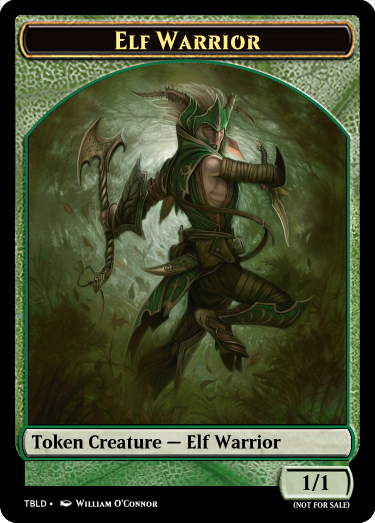 Elf Warrior
Token Creature — Elf Warrior
1/1
TBLD • William O'Connor
(NOT FOR SALE)